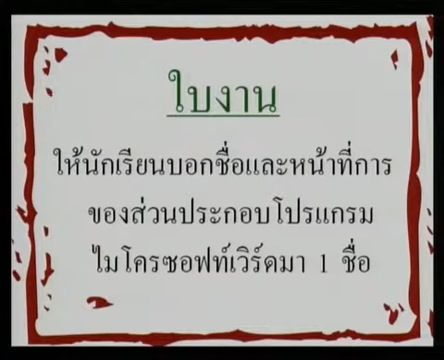 ใบงาน
ให้นักเรียนบอกชื่อและหน้าที่การ
ของส่วนประกอบโปรแกรม
ไมโครซอฟท์เวิร์ดมา 1 ชื่อ